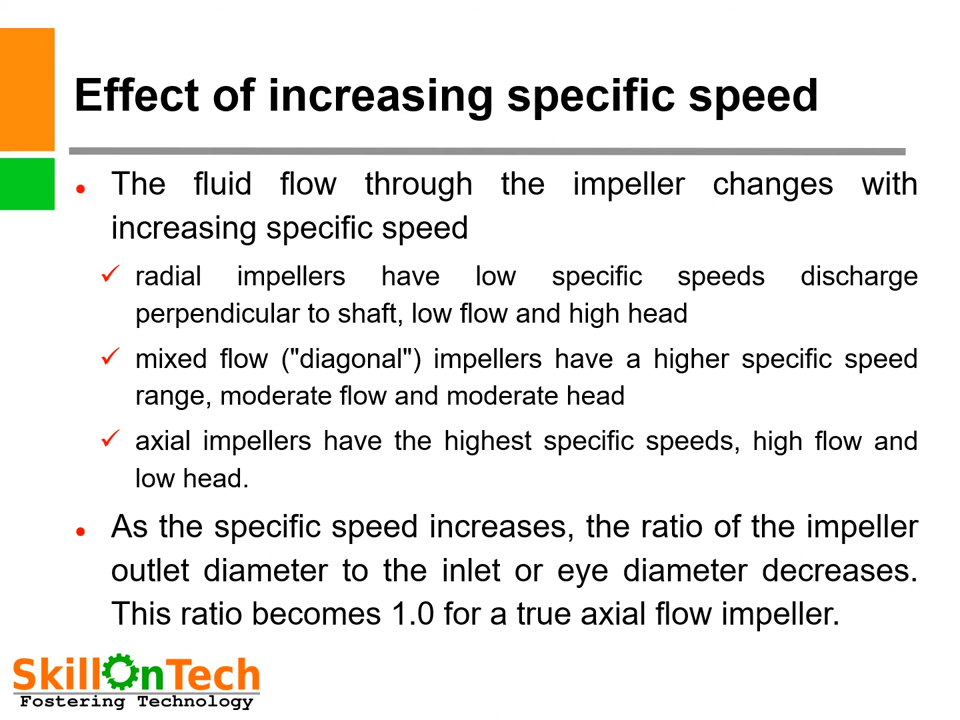 Effect of increasing specific speed
• The fluid flow through the impeller changes with
increasing specific speed
✓ radial impellers have low specific speeds discharge
perpendicular to shaft, low flow and high head
✓ mixed flow ("diagonal") impellers have a higher specific speed
range, moderate flow and moderate head
✓ axial impellers have the highest specific speeds, high flow and
low head.
• As the specific speed increases, the ratio of the impeller
outlet diameter to the inlet or eye diameter decreases.
This ratio becomes 1.0 for a true axial flow impeller.
SkillOnTech
Fostering Technology